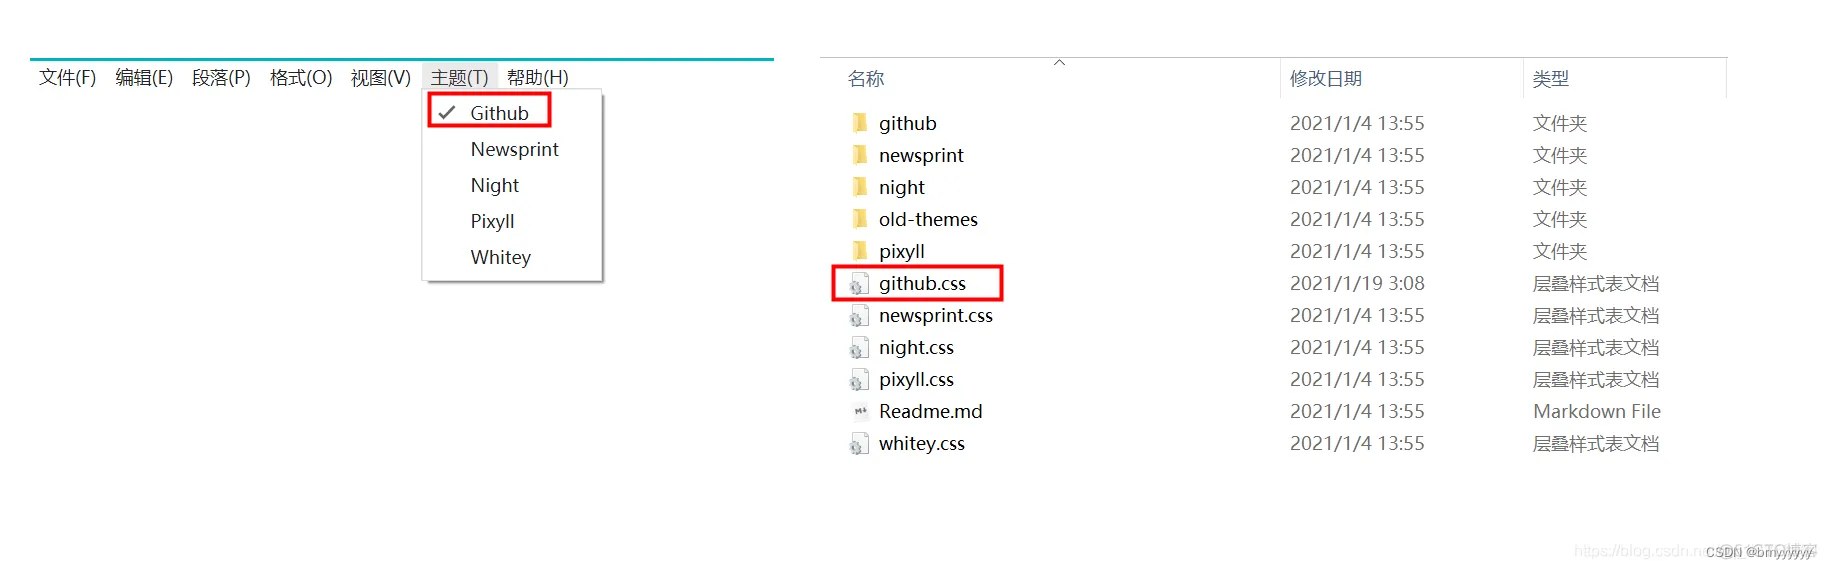 文件(F) 编辑(E) 段落(P) 格式(O) 视图(V) 主题(T) 帮助(H)
Github
Newsprint
Night
Pixyll
Whitey
名称 修改日期 类型
github 2021/1/4 13:55 文件夹
newsprint 2021/1/4 13:55 文件夹
night 2021/1/4 13:55 文件夹
old-themes 2021/1/4 13:55 文件夹
pixyll 2021/1/4 13:55 文件夹
github.css 2021/1/19 3:08 层叠样式表文档
newsprint.css 2021/1/4 13:55 层叠样式表文档
night.css 2021/1/4 13:55 层叠样式表文档
pixyll.css 2021/1/4 13:55 层叠样式表文档
Readme.md 2021/1/4 13:55 Markdown File
whitey.css 2021/1/4 13:55 层叠样式表文档
https://blog.csdn.ne
CSDN @bmyyyyyy